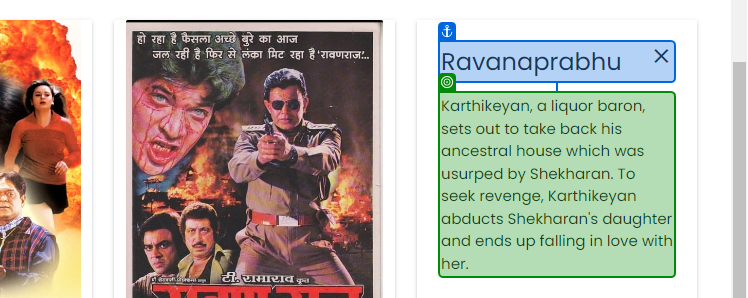 हो रहा है फैसला अच्छे बुरे का आज
जल रही है फिर से लंका मिट रहा है 'रावणराज'...
टी. रामाराव कृत
Ravanaprabhu
Karthikeyan, a liquor baron,
sets out to take back his
ancestral house which was
usurped by Shekharan. To
seek revenge, Karthikeyan
abducts Shekharan's daughter
and ends up falling in love with
her.